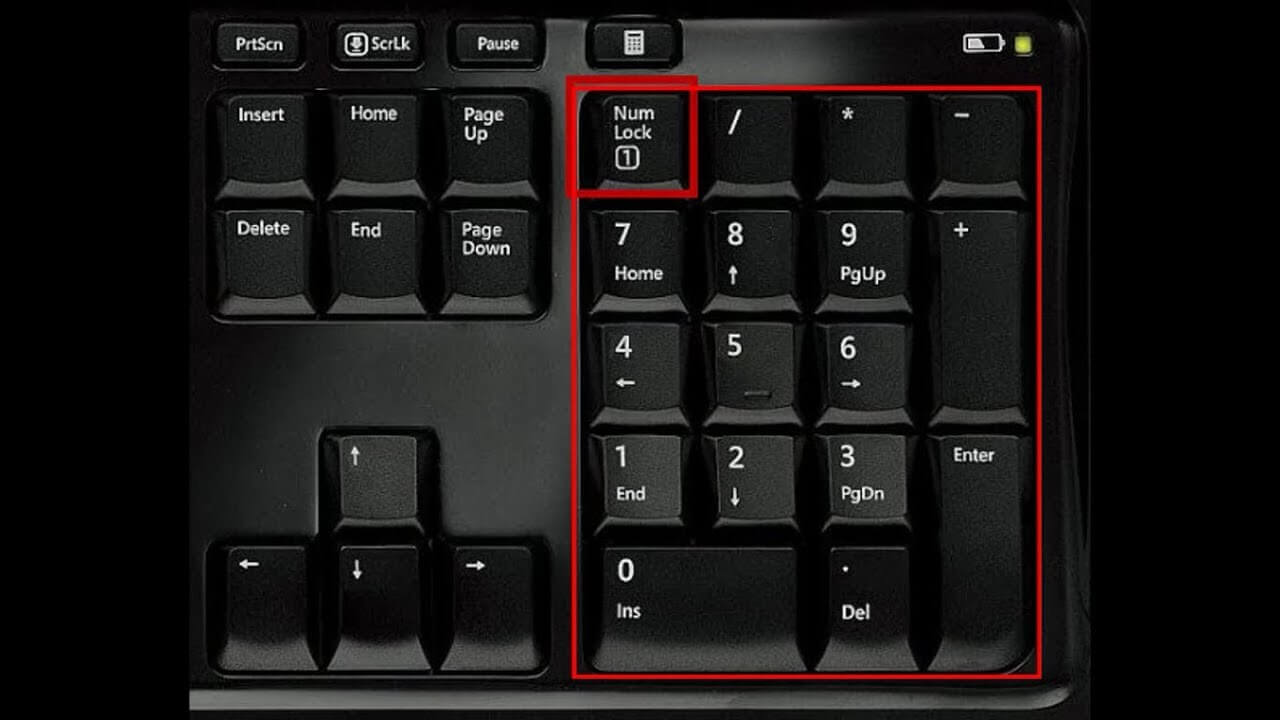 PrtScn
ScrLk
Pause
Insert
Home
Page
Up
Delete
End
Page
Down
↑
←
↓
→
Num
Lock
1
/
*
-
7
Home
8
↑
9
PgUp
+
4
←
5
6
→
1
End
2
↓
3
PgDn
Enter
0
Ins
.
Del